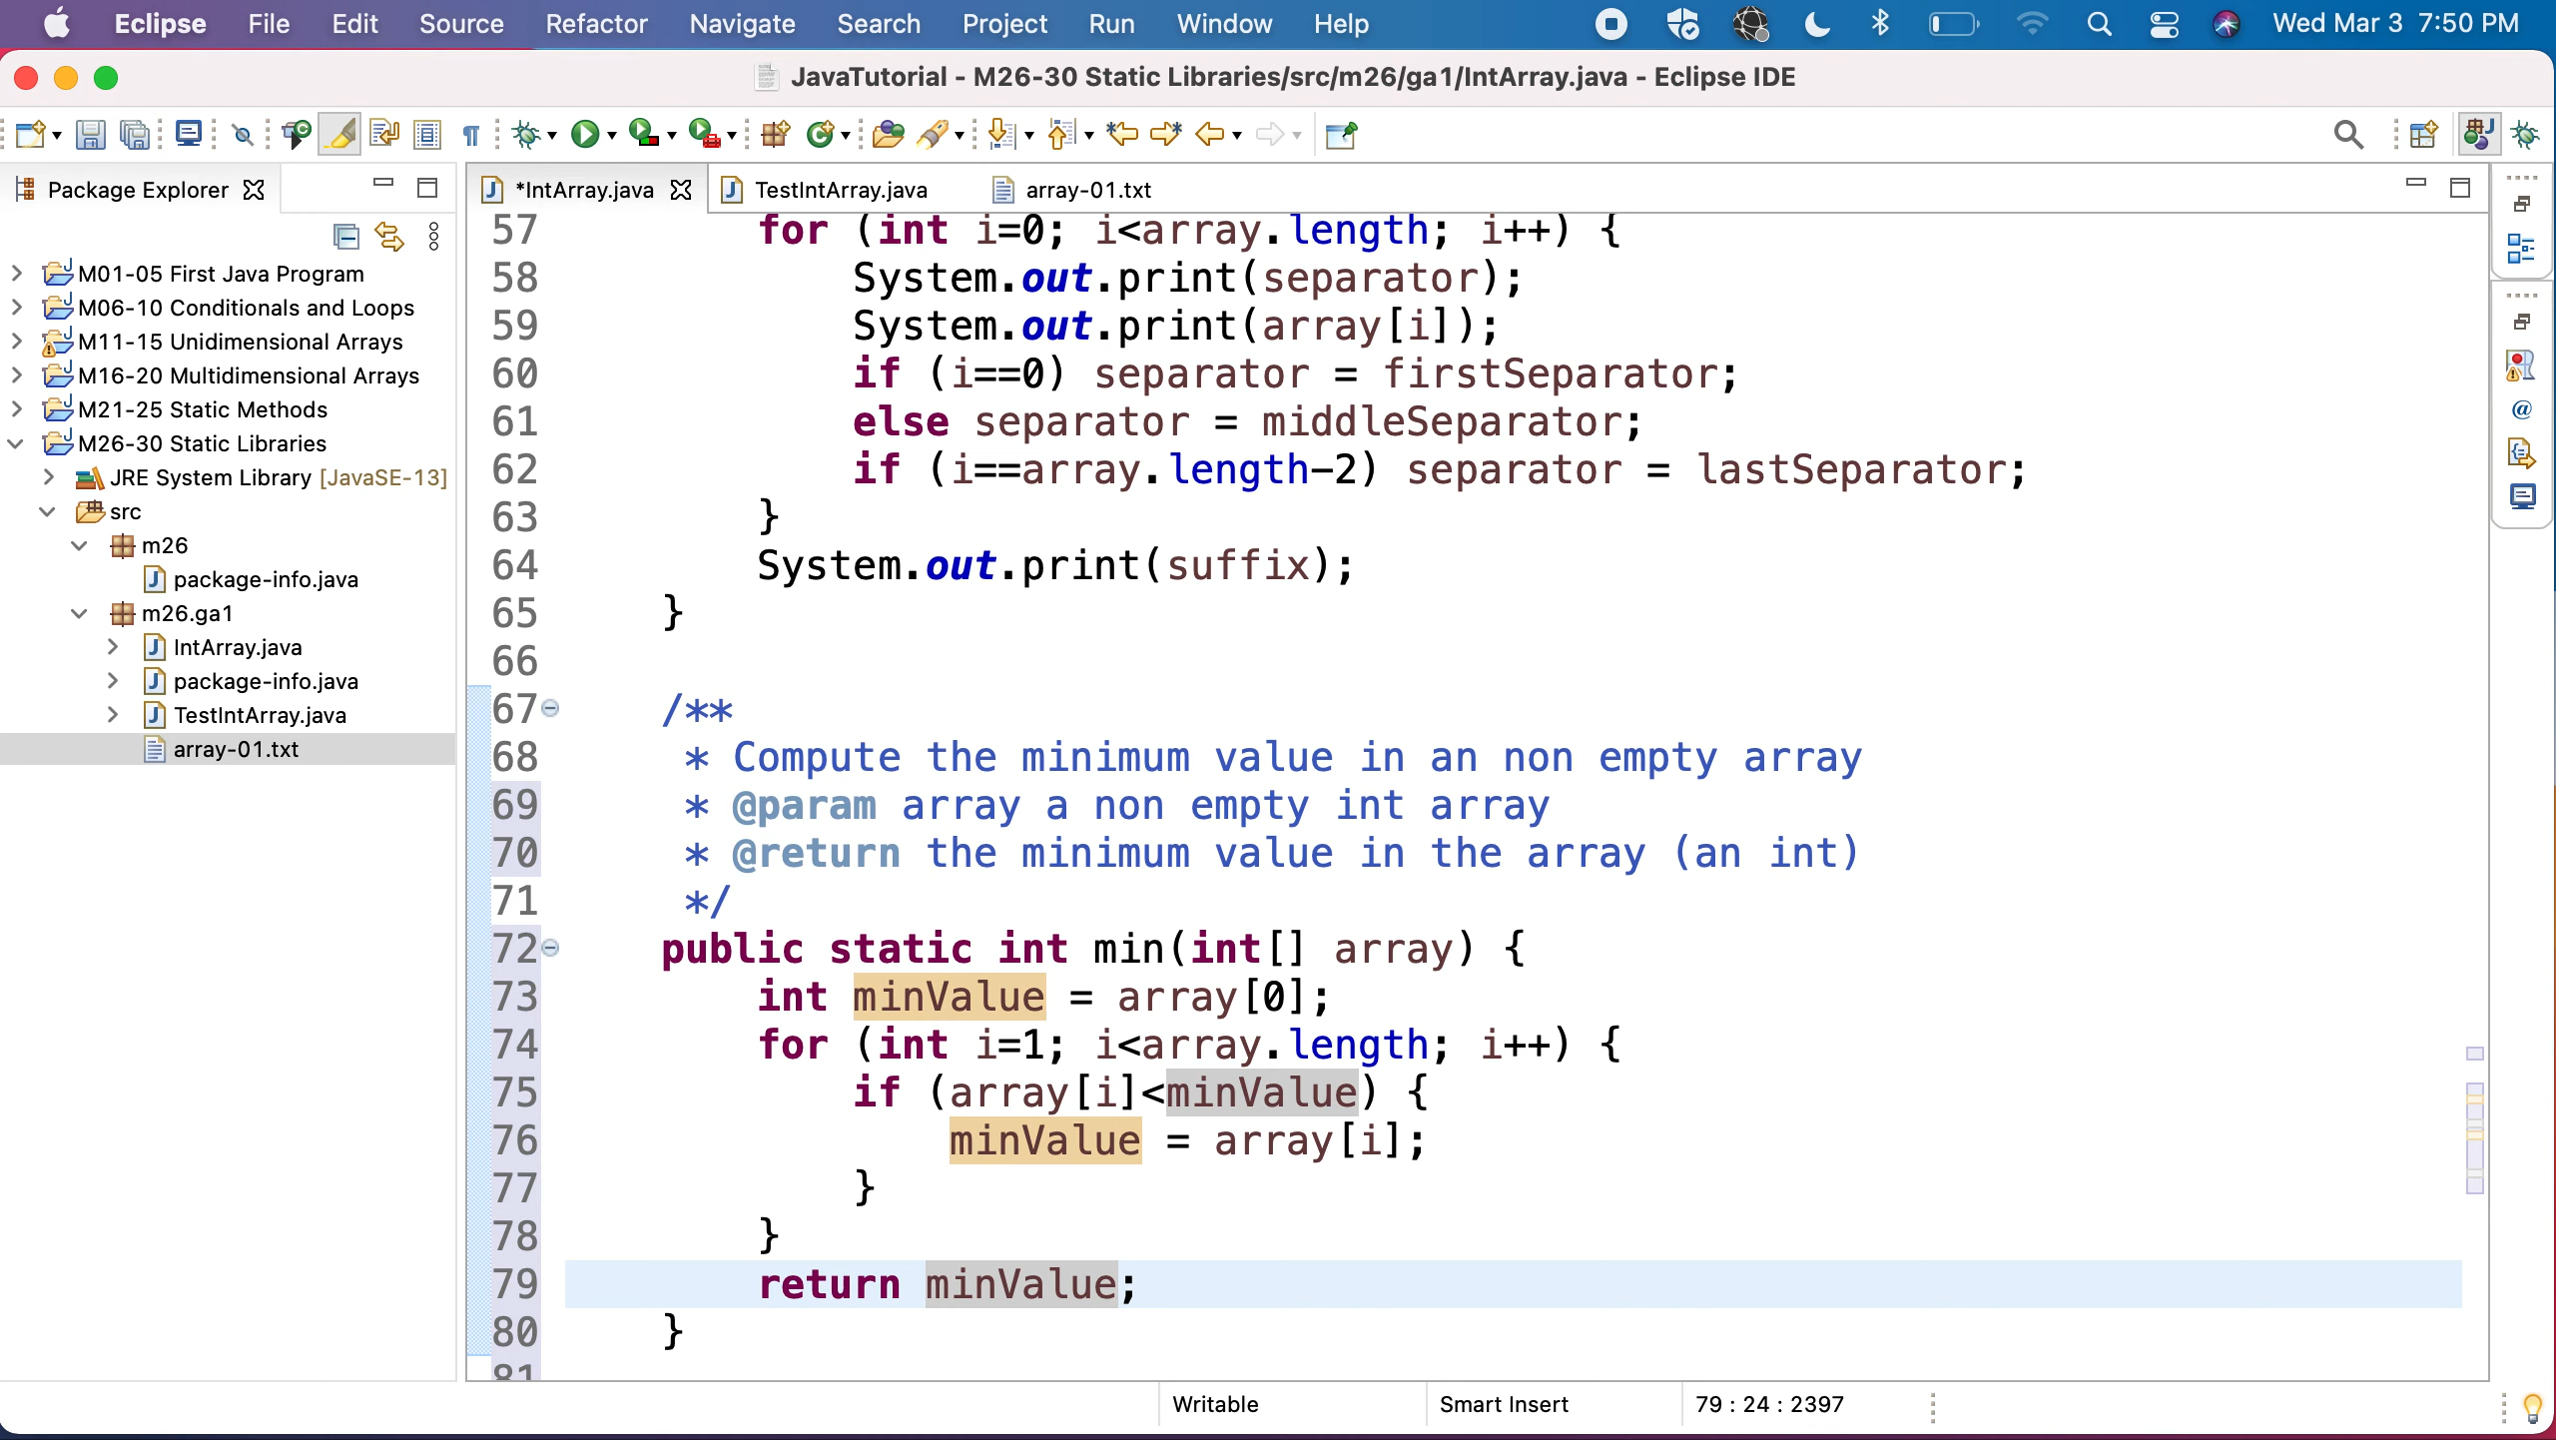 Eclipse File Edit Source Refactor Navigate Search Project Run Window Help Wed Mar 3 7:50 PM
JavaTutorial - M26-30 Static Libraries/src/m26/ga1/IntArray.java - Eclipse IDE
Package Explorer
M01-05 First Java Program
M06-10 Conditionals and Loops
M11-15 Unidimensional Arrays
M16-20 Multidimensional Arrays
M21-25 Static Methods
M26-30 Static Libraries
JRE System Library [JavaSE-13]
src
m26
package-info.java
m26.ga1
IntArray.java
package-info.java
TestIntArray.java
array-01.txt
*IntArray.java TestIntArray.java array-01.txt
57 for (int i=0; i<array.length; i++) {
58 System.out.print(separator);
59 System.out.print(array[i]);
60 if (i==0) separator = firstSeparator;
61 else separator = middleSeparator;
62 if (i==array.length-2) separator = lastSeparator;
63 }
64 System.out.print(suffix);
65 }
66
67 /**
68 * Compute the minimum value in an non empty array
69 * @param array a non empty int array
70 * @return the minimum value in the array (an int)
71 */
72 public static int min(int[] array) {
73 int minValue = array[0];
74 for (int i=1; i<array.length; i++) {
75 if (array[i]<minValue) {
76 minValue = array[i];
77 }
78 }
79 return minValue;
80 }
81
Writable Smart Insert 79 : 24 : 2397